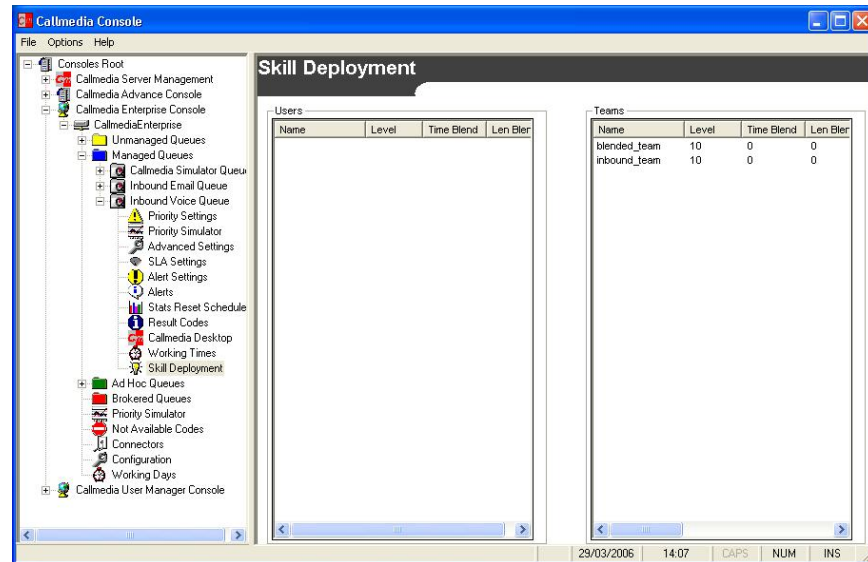 Callmedia Console
File Options Help
Consoles Root
Callmedia Server Management
Callmedia Advance Console
Callmedia Enterprise Console
CallmediaEnterprise
Unmanaged Queues
Managed Queues
Callmedia Simulator Queu
Inbound Email Queue
Inbound Voice Queue
Priority Settings
Priority Simulator
Advanced Settings
SLA Settings
Alert Settings
Alerts
Stats Reset Schedule
Result Codes
Callmedia Desktop
Working Times
Skill Deployment
Ad Hoc Queues
Brokered Queues
Priority Simulator
Not Available Codes
Connectors
Configuration
Working Days
Callmedia User Manager Console
Skill Deployment
Users
Name Level Time Blend Len Bler
Teams
Name Level Time Blend Len Bler
blended_team 10 0 0
inbound_team 10 0 0
29/03/2006 14:07 CAPS NUM INS